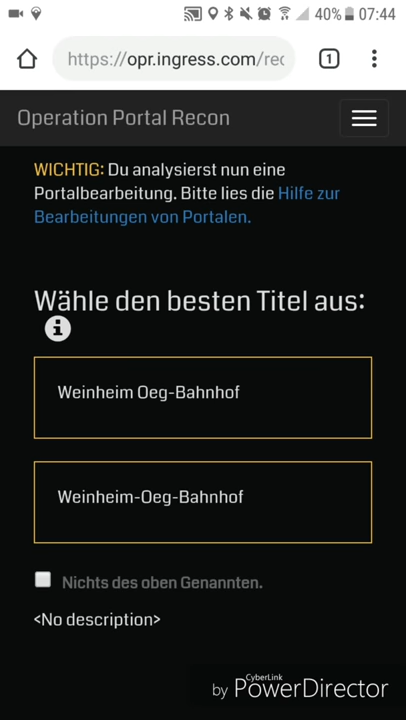 40% 07:44
https://opr.ingress.com/rec
1
Operation Portal Recon
WICHTIG: Du analysierst nun eine
Portalbearbeitung. Bitte lies die Hilfe zur
Bearbeitungen von Portalen.
Wähle den besten Titel aus:
i
Weinheim Oeg-Bahnhof
Weinheim-Oeg-Bahnhof
Nichts des oben Genannten.
<No description>
by CyberLink PowerDirector